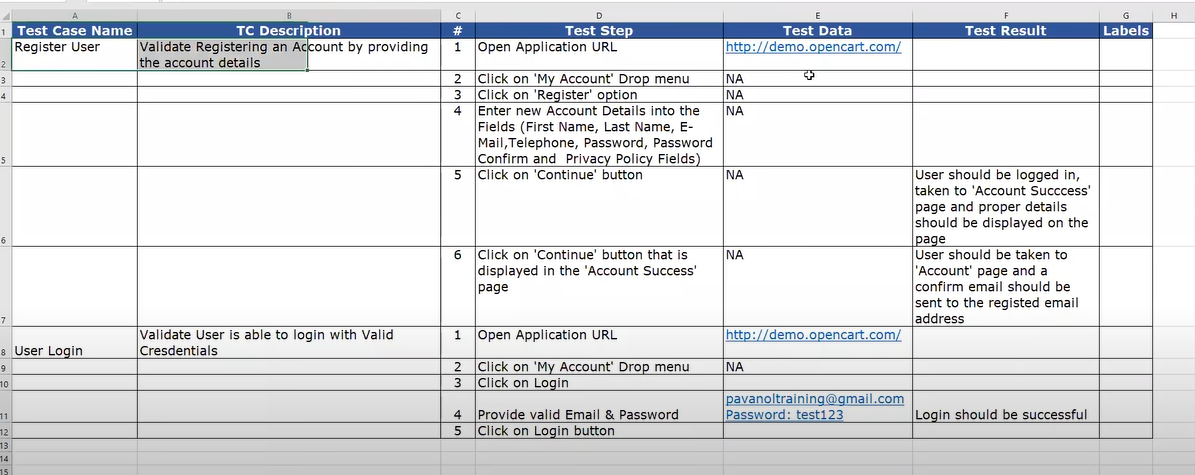 A B C D E F G H
1 Test Case Name TC Description # Test Step Test Data Test Result Labels
Register User Validate Registering an Account by providing 1 Open Application URL http://demo.opencart.com/
2 the account details
3 2 Click on 'My Account' Drop menu NA
4 3 Click on 'Register' option NA
4 Enter new Account Details into the NA
Fields (First Name, Last Name, E-
Mail,Telephone, Password, Password
5 Confirm and Privacy Policy Fields)
5 Click on 'Continue' button NA User should be logged in,
taken to 'Account Succcess'
page and proper details
should be displayed on the
6 page
6 Click on 'Continue' button that is NA User should be taken to
displayed in the 'Account Success' 'Account' page and a
page confirm email should be
sent to the registed email
7 address
Validate User is able to login with Valid 1 Open Application URL http://demo.opencart.com/
8 User Login Cresdentials
9 2 Click on 'My Account' Drop menu NA
10 3 Click on Login
pavanoltraining@gmail.com
11 4 Provide valid Email & Password Password: test123 Login should be successful
12 5 Click on Login button
13
14
15